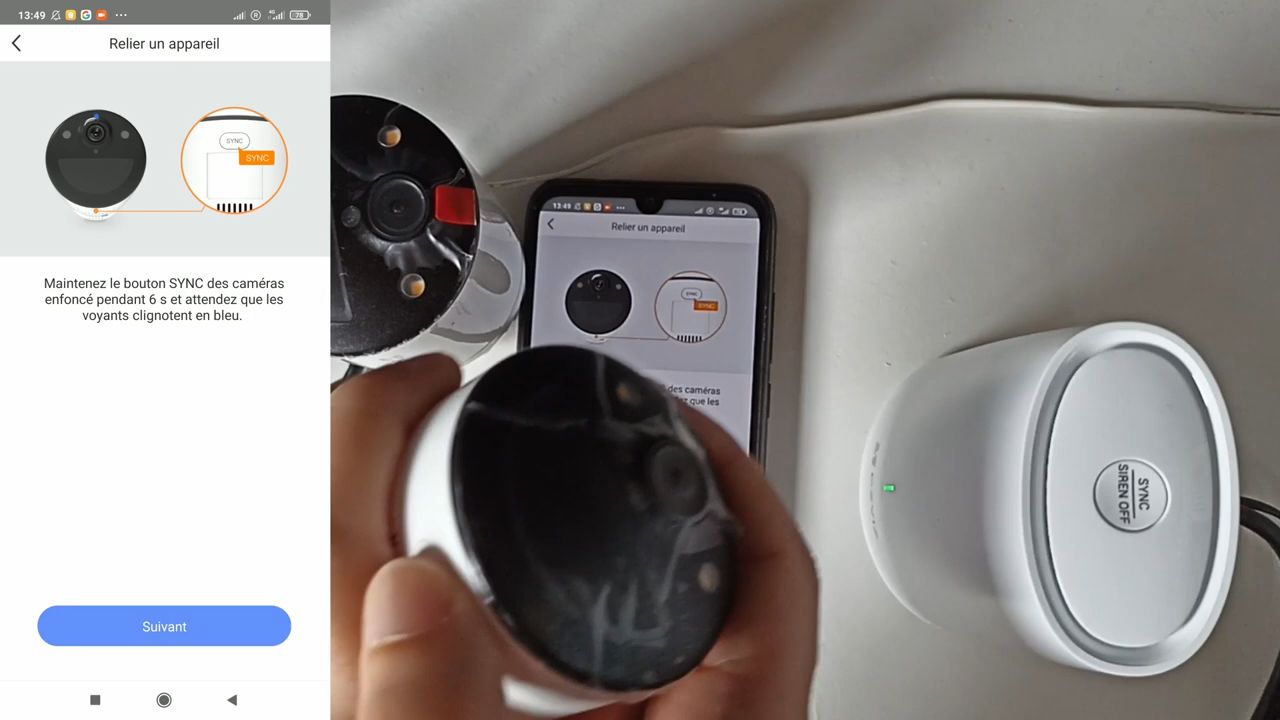 13:49
78
Relier un appareil
SYNC
SYNC
Maintenez le bouton SYNC des caméras
enfoncé pendant 6 s et attendez que les
voyants clignotent en bleu.
Suivant
13:49
Relier un appareil
SYNC
SYNC
des caméras
que les
SYNC
SIREN OFF